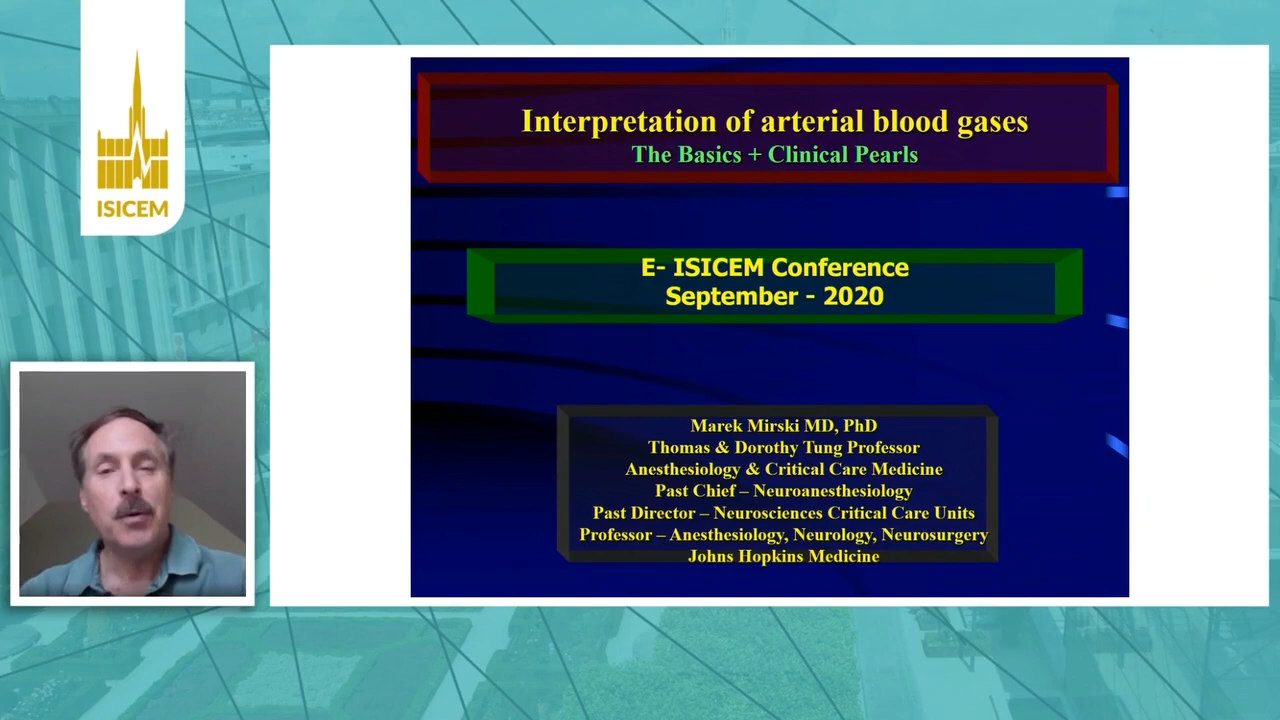 ISICEM
Interpretation of arterial blood gases
The Basics + Clinical Pearls
E- ISICEM Conference
September - 2020
Marek Mirski MD, PhD
Thomas & Dorothy Tung Professor
Anesthesiology & Critical Care Medicine
Past Chief – Neuroanesthesiology
Past Director – Neurosciences Critical Care Units
Professor – Anesthesiology, Neurology, Neurosurgery
Johns Hopkins Medicine